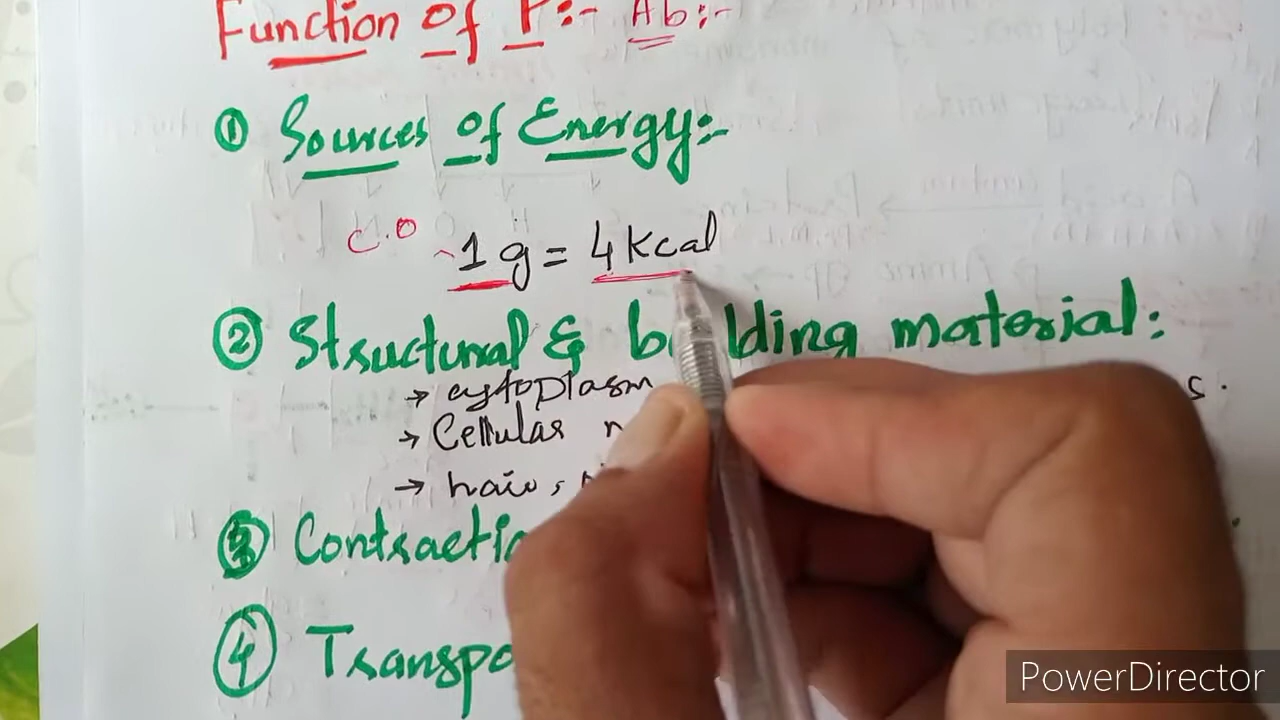 Function of P:- Ab:-
① Sources of Energy:-
C.O 1g = 4Kcal
② Structural & building material:
→ cytoplasm
→ Cellular
→ hair,
③ Contractio
④ Transpo
PowerDirector